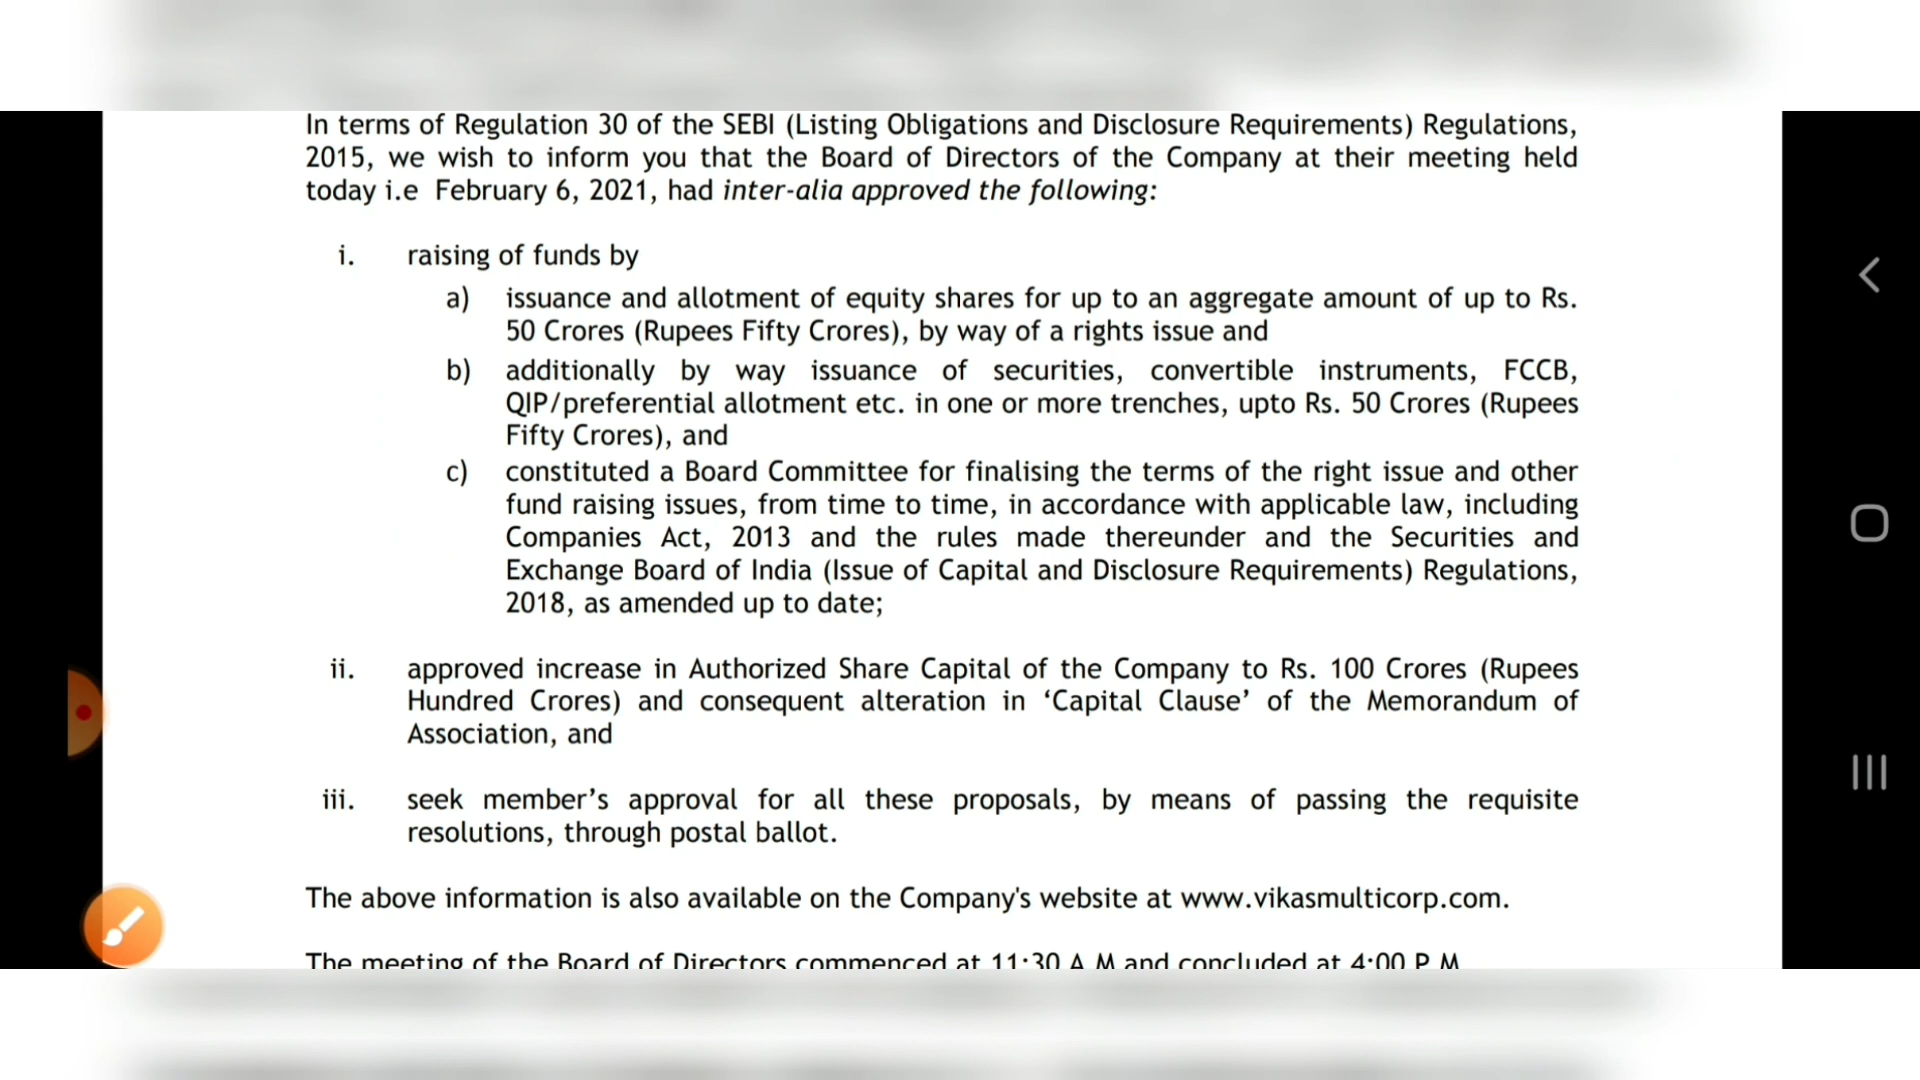 In terms of Regulation 30 of the SEBI (Listing Obligations and Disclosure Requirements) Regulations,
2015, we wish to inform you that the Board of Directors of the Company at their meeting held
today i.e February 6, 2021, had inter-alia approved the following:
i. raising of funds by
a) issuance and allotment of equity shares for up to an aggregate amount of up to Rs.
50 Crores (Rupees Fifty Crores), by way of a rights issue and
b) additionally by way issuance of securities, convertible instruments, FCCB,
QIP/preferential allotment etc. in one or more trenches, upto Rs. 50 Crores (Rupees
Fifty Crores), and
c) constituted a Board Committee for finalising the terms of the right issue and other
fund raising issues, from time to time, in accordance with applicable law, including
Companies Act, 2013 and the rules made thereunder and the Securities and
Exchange Board of India (Issue of Capital and Disclosure Requirements) Regulations,
2018, as amended up to date;
ii. approved increase in Authorized Share Capital of the Company to Rs. 100 Crores (Rupees
Hundred Crores) and consequent alteration in ‘Capital Clause’ of the Memorandum of
Association, and
iii. seek member’s approval for all these proposals, by means of passing the requisite
resolutions, through postal ballot.
The above information is also available on the Company's website at www.vikasmulticorp.com.
The meeting of the Board of Directors commenced at 11:30 A M and concluded at 4:00 P M